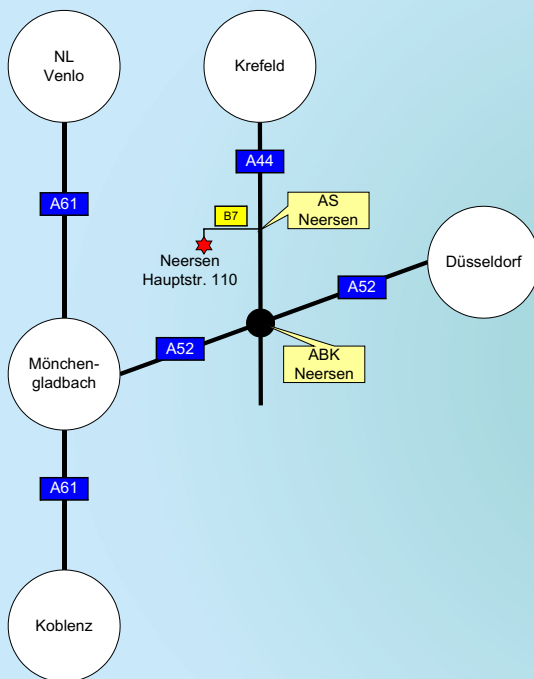 NL
Venlo
Krefeld
A44
A61
B7
AS
Neersen
Neersen
Hauptstr. 110
Düsseldorf
A52
A52
ABK
Neersen
Mönchen-
gladbach
A61
Koblenz